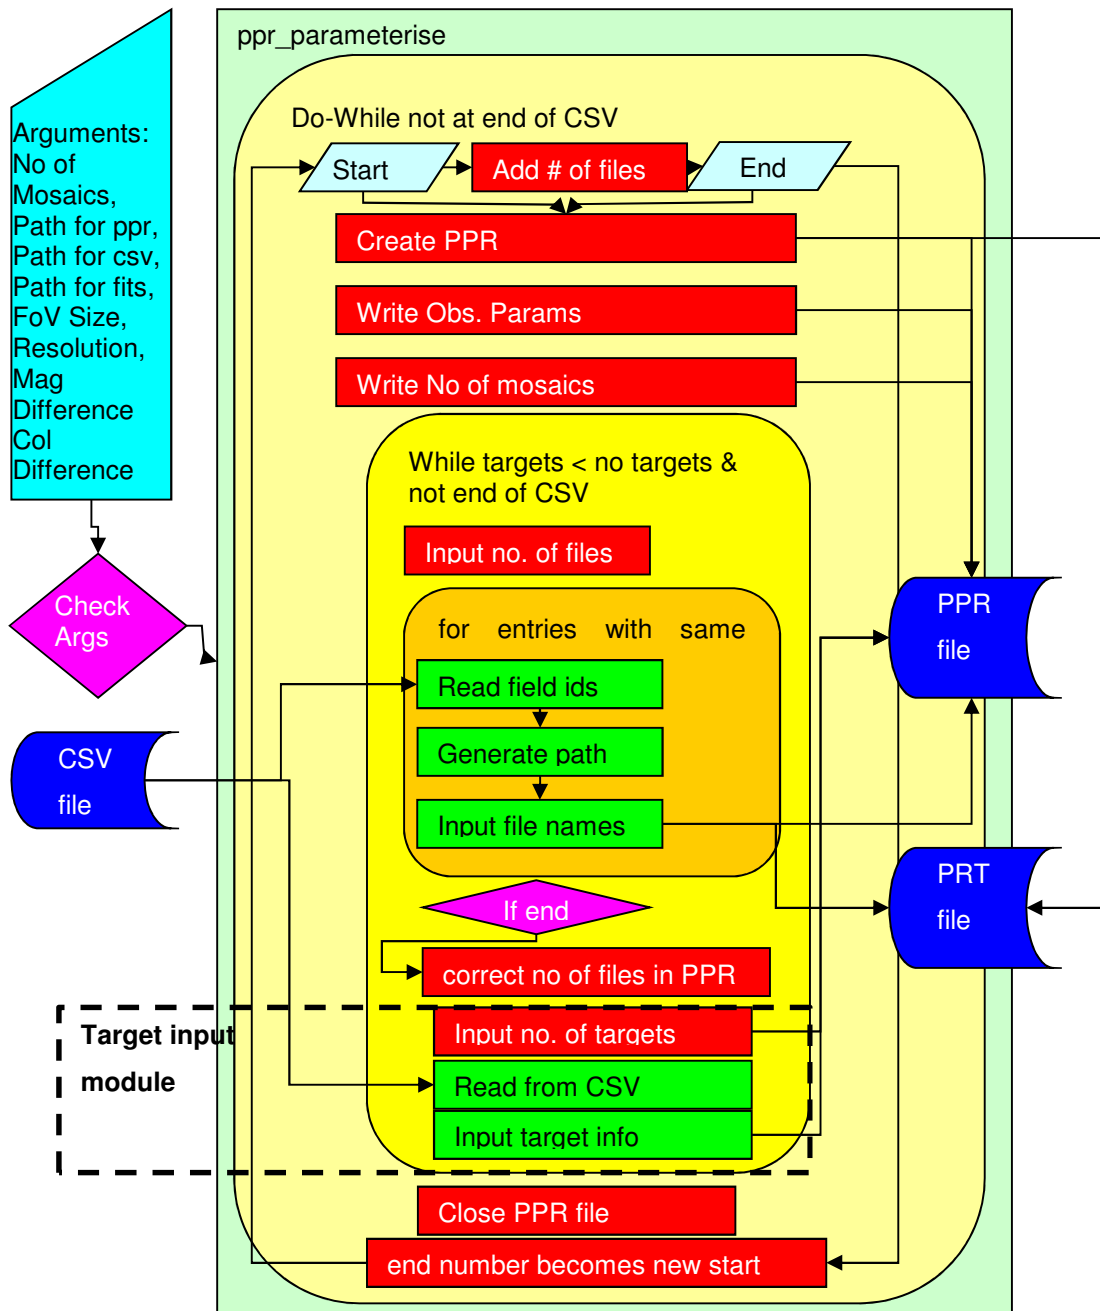 ppr_parameterise
Do-While not at end of CSV
Start
Add # of files
End
Create PPR
Write Obs. Params
Write No of mosaics
Arguments:
No of
Mosaics,
Path for ppr,
Path for csv,
Path for fits,
FoV Size,
Resolution,
Mag
Difference
Col
Difference
Check
Args
CSV
file
While targets < no targets &
not end of CSV
Input no. of files
for entries with same
Read field ids
Generate path
Input file names
If end
correct no of files in PPR
Target input
module
Input no. of targets
Read from CSV
Input target info
Close PPR file
end number becomes new start
PPR
file
PRT
file